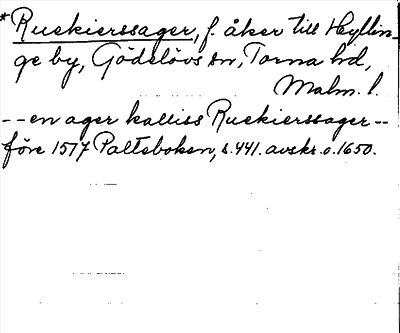 *Ruskierssager, f. åker till Hyllin-
ge by, Gödelövs sn, Torna hd,
Malm. l.
-- en ager kalliss Ruskierssager --
före 1517 Palteboken, s. 441. avskr. o. 1650.